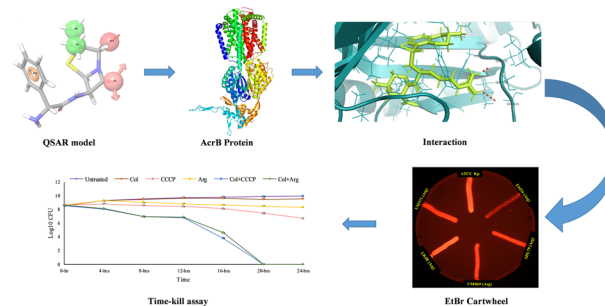 QSAR model
AcrB Protein
Interaction
Untreated Col CCCP Arg Col+CCCP Col+Arg
Log10 CFU
12
10
8
6
4
2
0
0-hr 4-hrs 8-hrs 12-hrs 16-hrs 20-hrs 24-hrs
Time-kill assay
ATCC Kp
EtBr Cartwheel